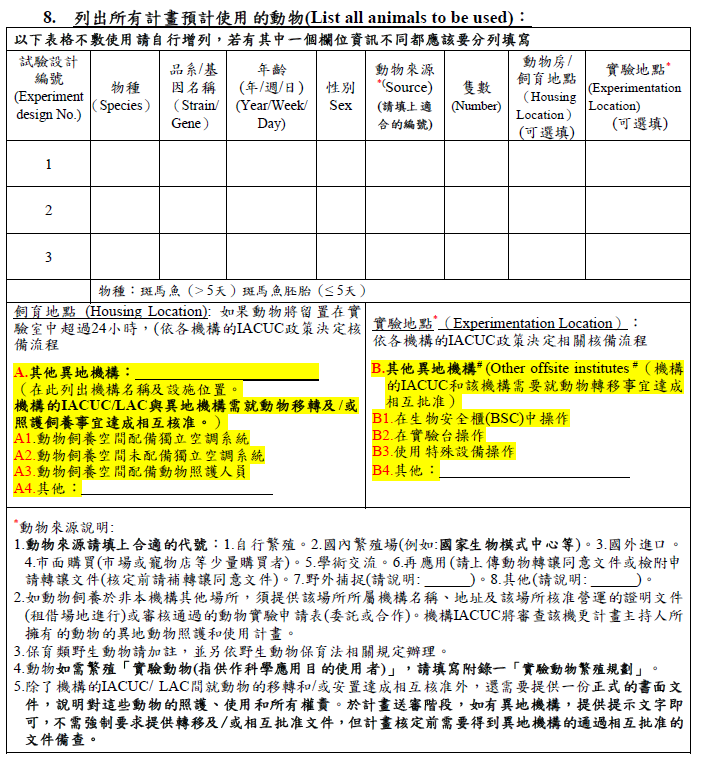 8. 列出所有計畫預計使用的動物(List all animals to be used)：
以下表格不敷使用請自行增列，若有其中一個欄位資訊不同都應該要分列填寫
試驗設計
編號
(Experiment
design No.)
物種
（Species）
品系/基
因名稱
（Strain/
Gene）
年齡
(年/週/日)
(Year/Week/
Day)
性別
Sex
動物來源
*(Source)
(請填上適
合的編號)
隻數
(Number)
動物房/
飼育地點
（Housing
Location）
(可選填)
實驗地點*
(Experimentation
Location)
(可選填)
1
2
3
物種：斑馬魚（>5天）斑馬魚胚胎（≤5天）
飼育地點 (Housing Location): 如果動物將留置在實
驗室中超過24小時，(依各機構的IACUC政策決定核
備流程
A.其他異地機構：
（在此列出機構名稱及設施位置。
機構的IACUC/LAC與異地機構需就動物移轉及/或
照護飼養事宜達成相互核准。）
A1.動物飼養空間配備獨立空調系統
A2.動物飼養空間未配備獨立空調系統
A3.動物飼養空間配備動物照護人員
A4.其他：
實驗地點*（Experimentation Location）：
依各機構的IACUC政策決定相關核備流程
B.其他異地機構# (Other offsite institutes #（機構
的IACUC和該機構需要就動物轉移事宜達成
相互批准）
B1.在生物安全櫃(BSC)中操作
B2.在實驗台操作
B3.使用特殊設備操作
B4.其他：
*動物來源說明:
1.動物來源請填上合適的代號：1.自行繁殖。2.國內繁殖場(例如:國家生物模式中心等)。3.國外進口。
4.市面購買(市場或寵物店等少量購買者)。5.學術交流。6.再應用(請上傳動物轉讓同意文件或檢附申
請轉讓文件(核定前請補轉讓同意文件)。7.野外捕捉(請說明: ______)。8.其他(請說明: ______)。
2.如動物飼養於非本機構其他場所，須提供該場所所屬機構名稱、地址及該場所核准營運的證明文件
(租借場地進行)或審核通過的動物實驗申請表(委託或合作)。機構IACUC將審查該機更計畫主持人所
擁有的動物的異地動物照護和使用計畫。
3.保育類野生動物請加註，並另依野生動物保育法相關規定辦理。
4.動物如需繁殖「實驗動物(指供作科學應用目的使用者)」，請填寫附錄一「實驗動物繁殖規劃」。
5.除了機構的IACUC/ LAC間就動物的移轉和/或安置達成相互核准外，還需要提供一份正式的書面文
件，說明對這些動物的照護、使用和所有權責。於計畫送審階段，如有異地機構，提供提示文字即
可，不需強制要求提供轉移及/或相互批准文件，但計畫核定前需要得到異地機構的通過相互批准的
文件備查。